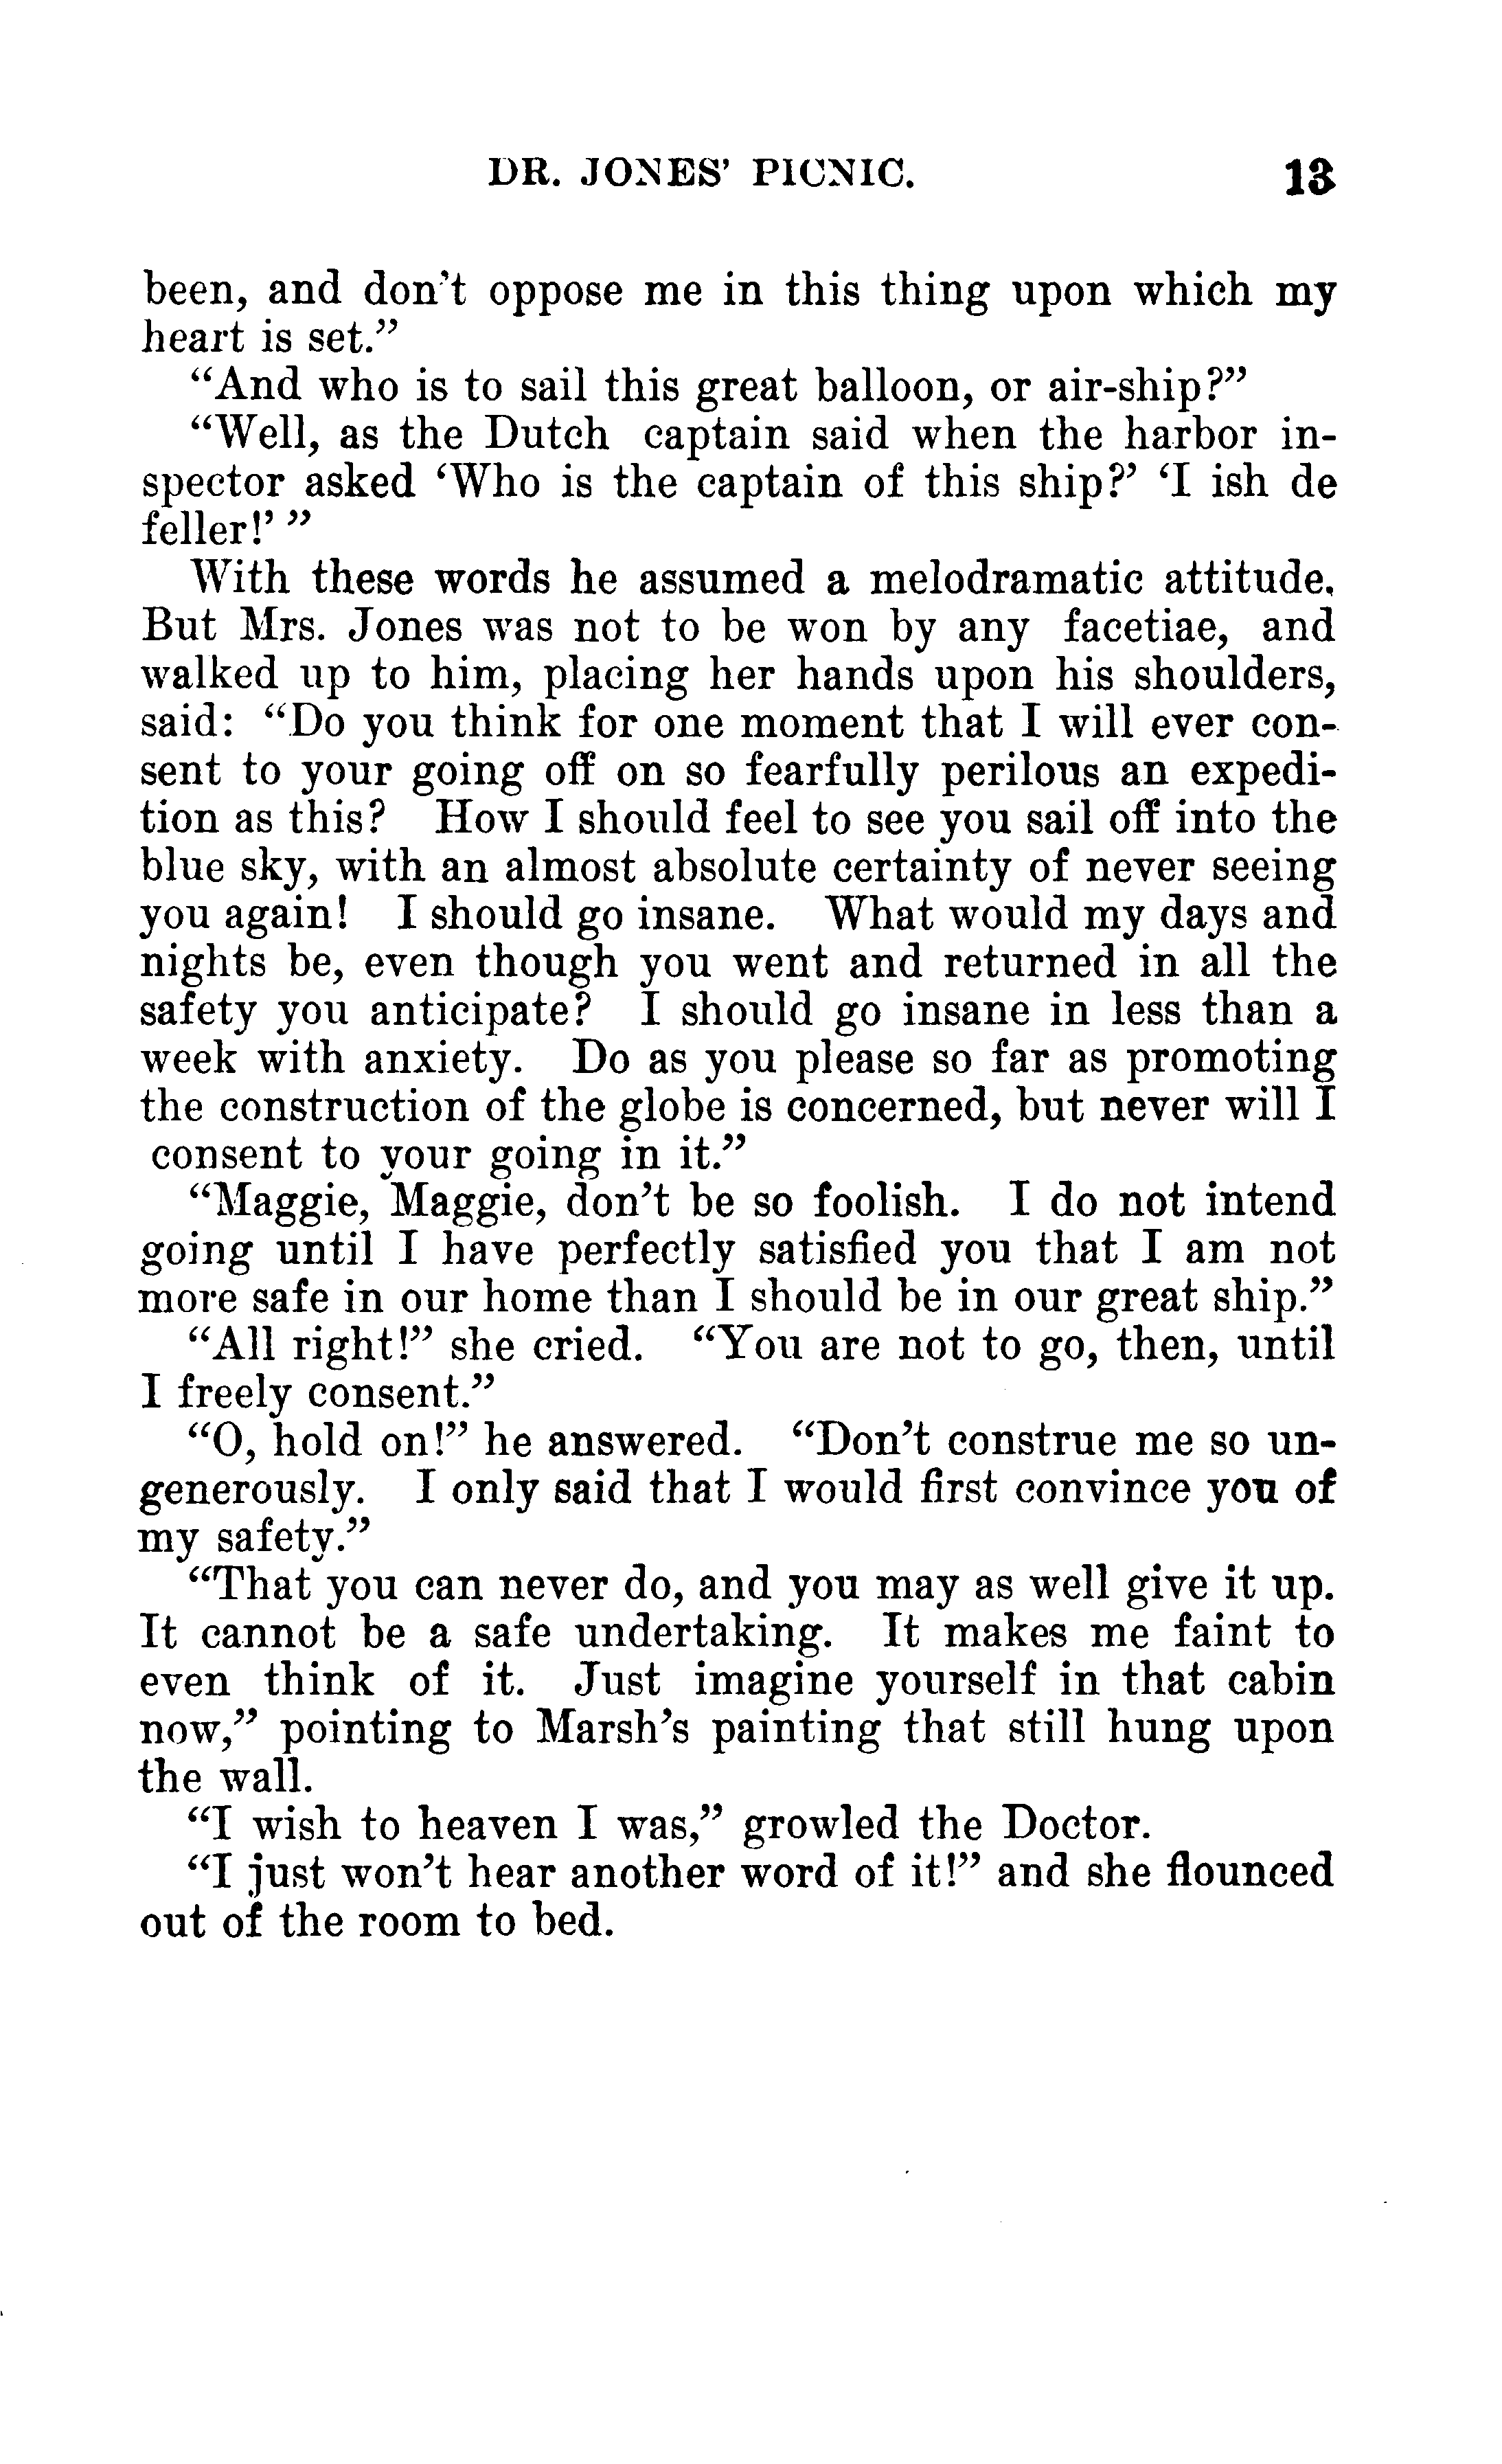 DR. JONES' PICNIC. 13
been, and don't oppose me in this thing upon which my
heart is set.”
“And who is to sail this great balloon, or air-ship?”
“Well, as the Dutch captain said when the harbor in-
spector asked ‘Who is the captain of this ship?’ ‘I ish de
feller!’ ”
With these words he assumed a melodramatic attitude.
But Mrs. Jones was not to be won by any facetiae, and
walked up to him, placing her hands upon his shoulders,
said: “Do you think for one moment that I will ever con-
sent to your going off on so fearfully perilous an expedi-
tion as this? How I should feel to see you sail off into the
blue sky, with an almost absolute certainty of never seeing
you again! I should go insane. What would my days and
nights be, even though you went and returned in all the
safety you anticipate? I should go insane in less than a
week with anxiety. Do as you please so far as promoting
the construction of the globe is concerned, but never will I
consent to your going in it.”
“Maggie, Maggie, don’t be so foolish. I do not intend
going until I have perfectly satisfied you that I am not
more safe in our home than I should be in our great ship.”
“All right!” she cried. “You are not to go, then, until
I freely consent.”
“O, hold on!” he answered. “Don’t construe me so un-
generously. I only said that I would first convince you of
my safety.”
“That you can never do, and you may as well give it up.
It cannot be a safe undertaking. It makes me faint to
even think of it. Just imagine yourself in that cabin
now,” pointing to Marsh’s painting that still hung upon
the wall.
“I wish to heaven I was,” growled the Doctor.
“I just won’t hear another word of it!” and she flounced
out of the room to bed.